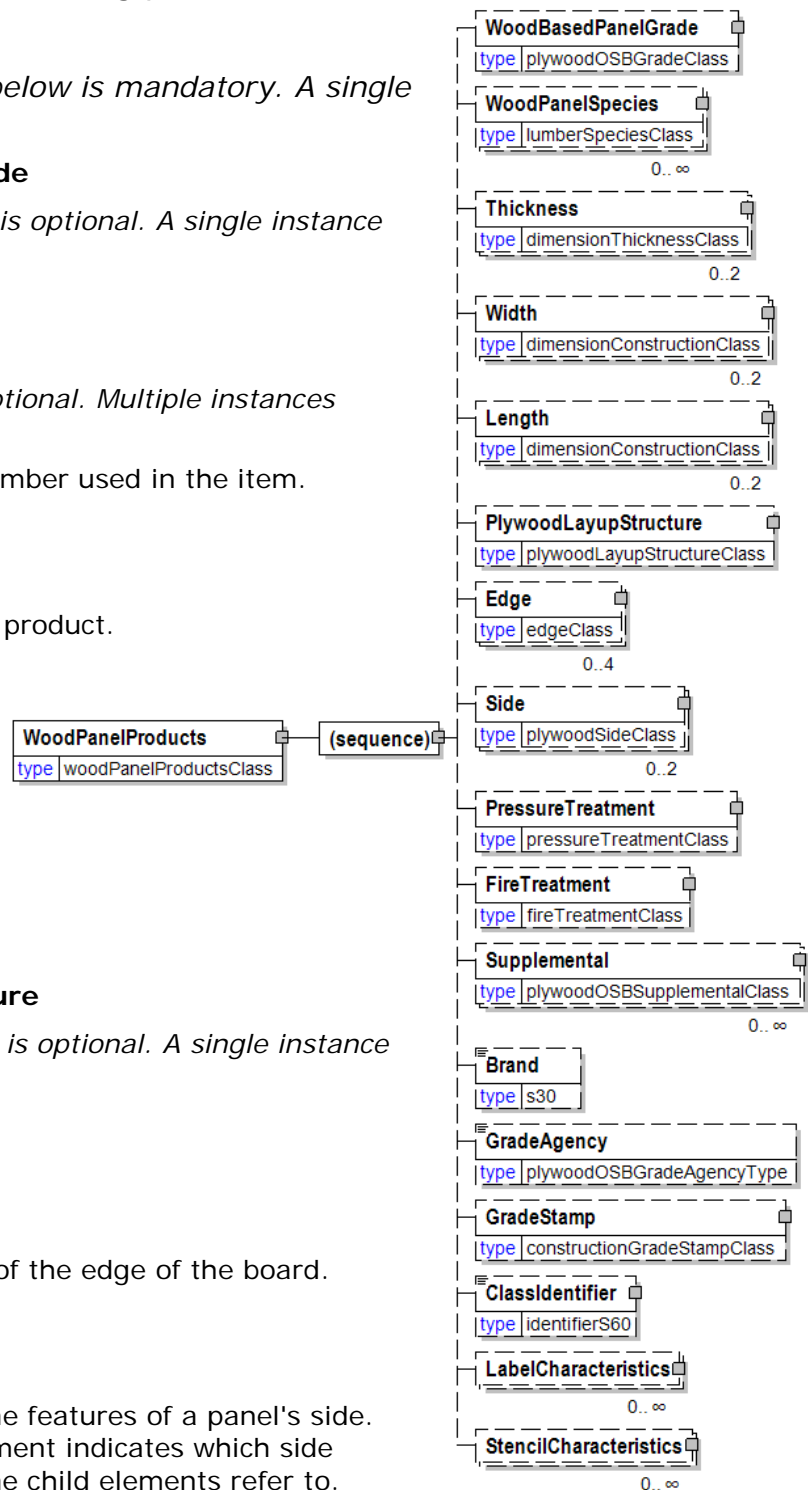 below is mandatory. A single
de
is optional. A single instance
tional. Multiple instances
mber used in the item.
product.
ure
is optional. A single instance
of the edge of the board.
e features of a panel's side.
ment indicates which side
e child elements refer to.
WoodPanelProducts
type woodPanelProductsClass
(sequence)
WoodBasedPanelGrade
type plywoodOSBGradeClass
WoodPanelSpecies
type lumberSpeciesClass
0.. ∞
Thickness
type dimensionThicknessClass
0..2
Width
type dimensionConstructionClass
0..2
Length
type dimensionConstructionClass
0..2
PlywoodLayupStructure
type plywoodLayupStructureClass
Edge
type edgeClass
0..4
Side
type plywoodSideClass
0..2
PressureTreatment
type pressureTreatmentClass
FireTreatment
type fireTreatmentClass
Supplemental
type plywoodOSBSupplementalClass
0.. ∞
Brand
type s30
GradeAgency
type plywoodOSBGradeAgencyType
GradeStamp
type constructionGradeStampClass
ClassIdentifier
type identifierS60
LabelCharacteristics
0.. ∞
StencilCharacteristics
0.. ∞